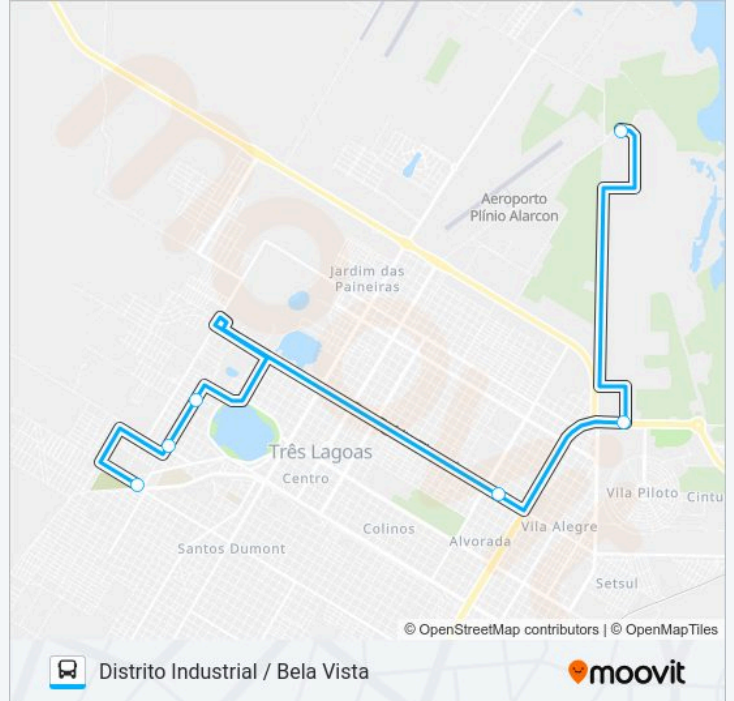 Aeroporto
Plínio Alarcon
Jardim das
Paineiras
Três Lagoas
Centro
Vila Piloto
Cintu
Colinos
Vila Alegre
Alvorada
Santos Dumont
Setsul
© OpenStreetMap contributors | © OpenMapTiles
Distrito Industrial / Bela Vista
moovit